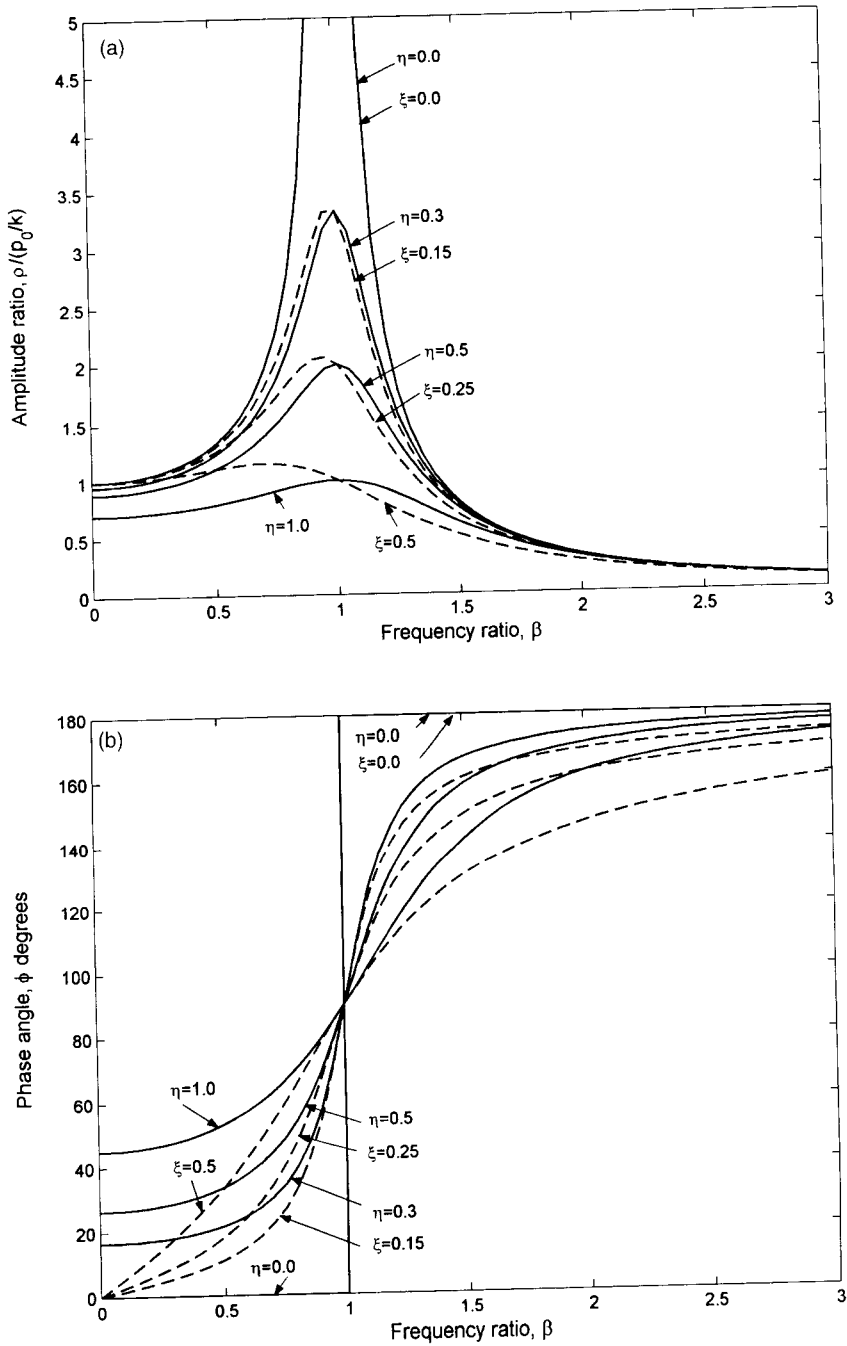 (a)
5
4.5
4
3.5
3
2.5
2
1.5
1
0.5
0
η=0.0
ξ=0.0
η=0.3
ξ=0.15
η=0.5
ξ=0.25
η=1.0
ξ=0.5
Amplitude ratio, ρ/(p₀/k)
0 0.5 1 1.5 2 2.5 3
Frequency ratio, β
(b)
180
160
140
120
100
80
60
40
20
0
η=0.0
ξ=0.0
η=1.0
ξ=0.5
η=0.5
ξ=0.25
η=0.3
ξ=0.15
η=0.0
Phase angle, ϕ degrees
0 0.5 1 1.5 2 2.5 3
Frequency ratio, β